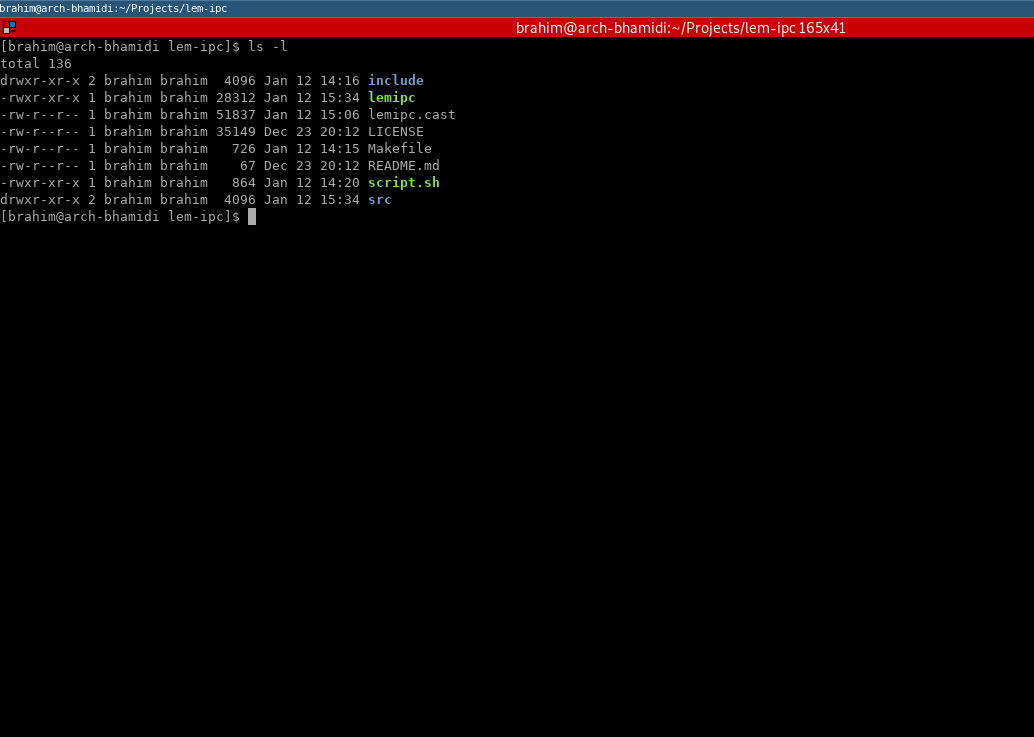 brahim@arch-bhamidi:~/Projects/lem-ipc
brahim@arch-bhamidi:~/Projects/lem-ipc 165x41
[brahim@arch-bhamidi lem-ipc]$ ls -l
total 136
drwxr-xr-x 2 brahim brahim  4096 Jan 12 14:16 include
-rwxr-xr-x 1 brahim brahim 28312 Jan 12 15:34 lemipc
-rw-r--r-- 1 brahim brahim 51837 Jan 12 15:06 lemipc.cast
-rw-r--r-- 1 brahim brahim 35149 Dec 23 20:12 LICENSE
-rw-r--r-- 1 brahim brahim   726 Jan 12 14:15 Makefile
-rw-r--r-- 1 brahim brahim    67 Dec 23 20:12 README.md
-rwxr-xr-x 1 brahim brahim   864 Jan 12 14:20 script.sh
drwxr-xr-x 2 brahim brahim  4096 Jan 12 15:34 src
[brahim@arch-bhamidi lem-ipc]$